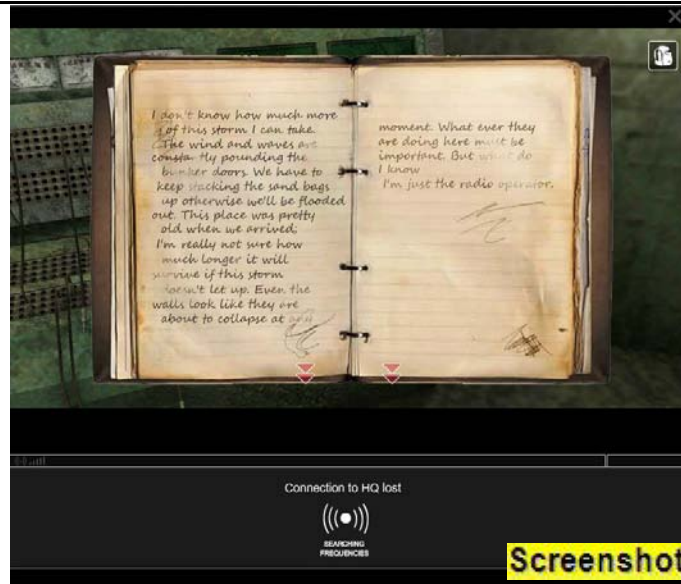 I don't know how much more
of this storm I can take.
The wind and waves are
constantly pounding the
bunker doors. We have to
keep stacking the sand bags
up otherwise we'll be flooded
out. This place was pretty
old when we arrived;
I'm really not sure how
much longer it will
survive if this storm
doesn't let up. Even the
walls look like they are
about to collapse at any
moment. What ever they
are doing here must be
important. But what do
I know
I'm just the radio operator.
Connection to HQ lost
SEARCHING
FREQUENCIES
Screenshot